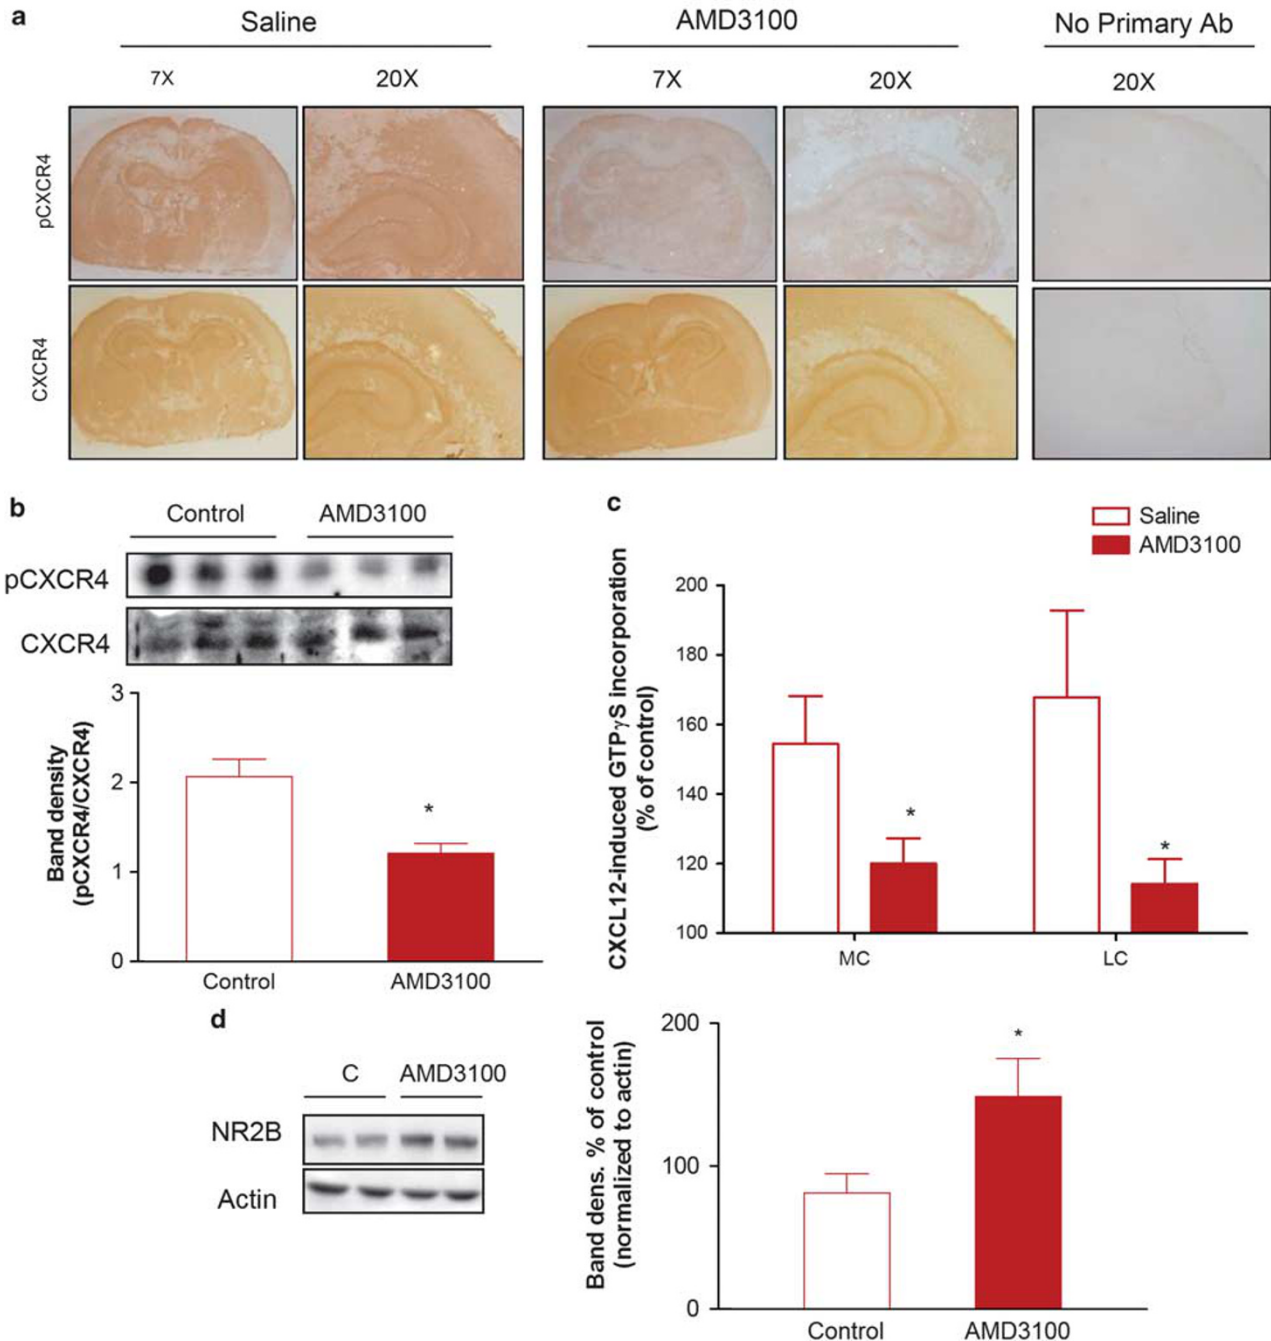 a
Saline
AMD3100
No Primary Ab
7X
20X
7X
20X
20X
pCXCR4
CXCR4
b
Control
AMD3100
pCXCR4
CXCR4
Band density
(pCXCR4/CXCR4)
3
2
1
0
*
Control
AMD3100
c
Saline
AMD3100
CXCL12-induced GTPγS incorporation
(% of control)
200
180
160
140
120
100
*
*
MC
LC
d
C
AMD3100
NR2B
Actin
Band dens. % of control
(normalized to actin)
200
100
0
*
Control
AMD3100